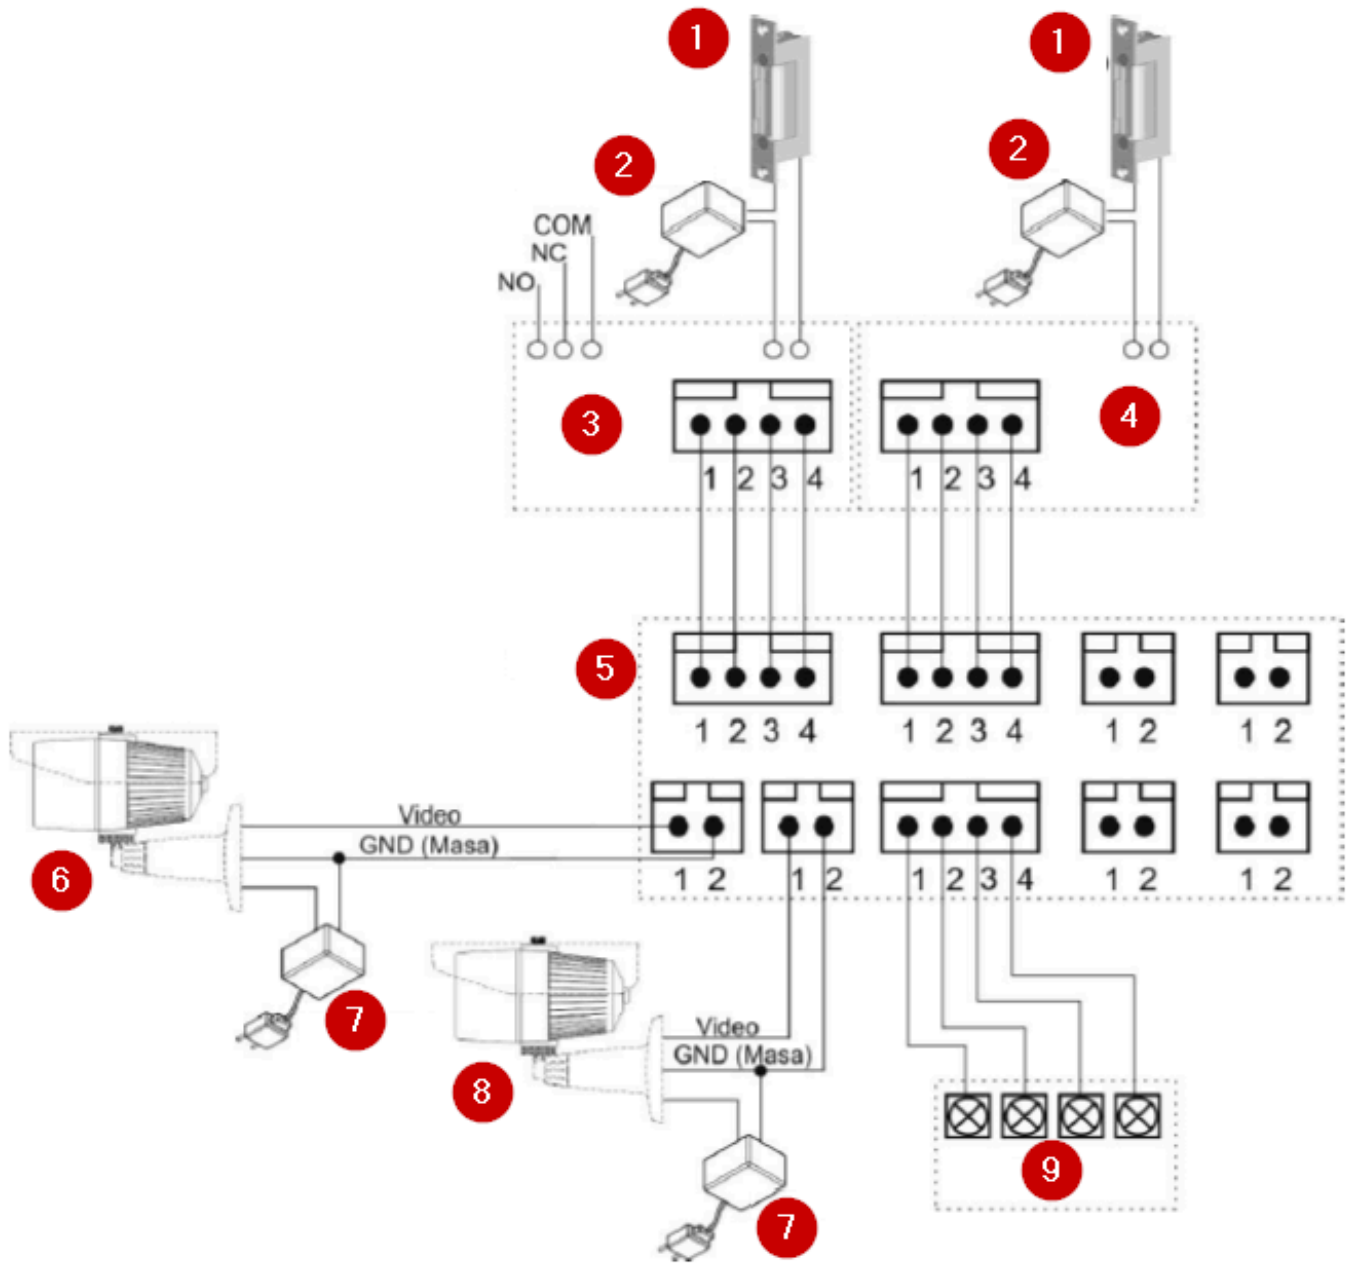 1 1
2 2
COM
NC
NO
3 4
1 2 3 4 1 2 3 4
5
1 2 3 4 1 2 3 4 1 2 1 2
Video
GND (Masa)
6
1 2 1 2 1 2 3 4 1 2 1 2
7
Video
GND (Masa)
8
9
7